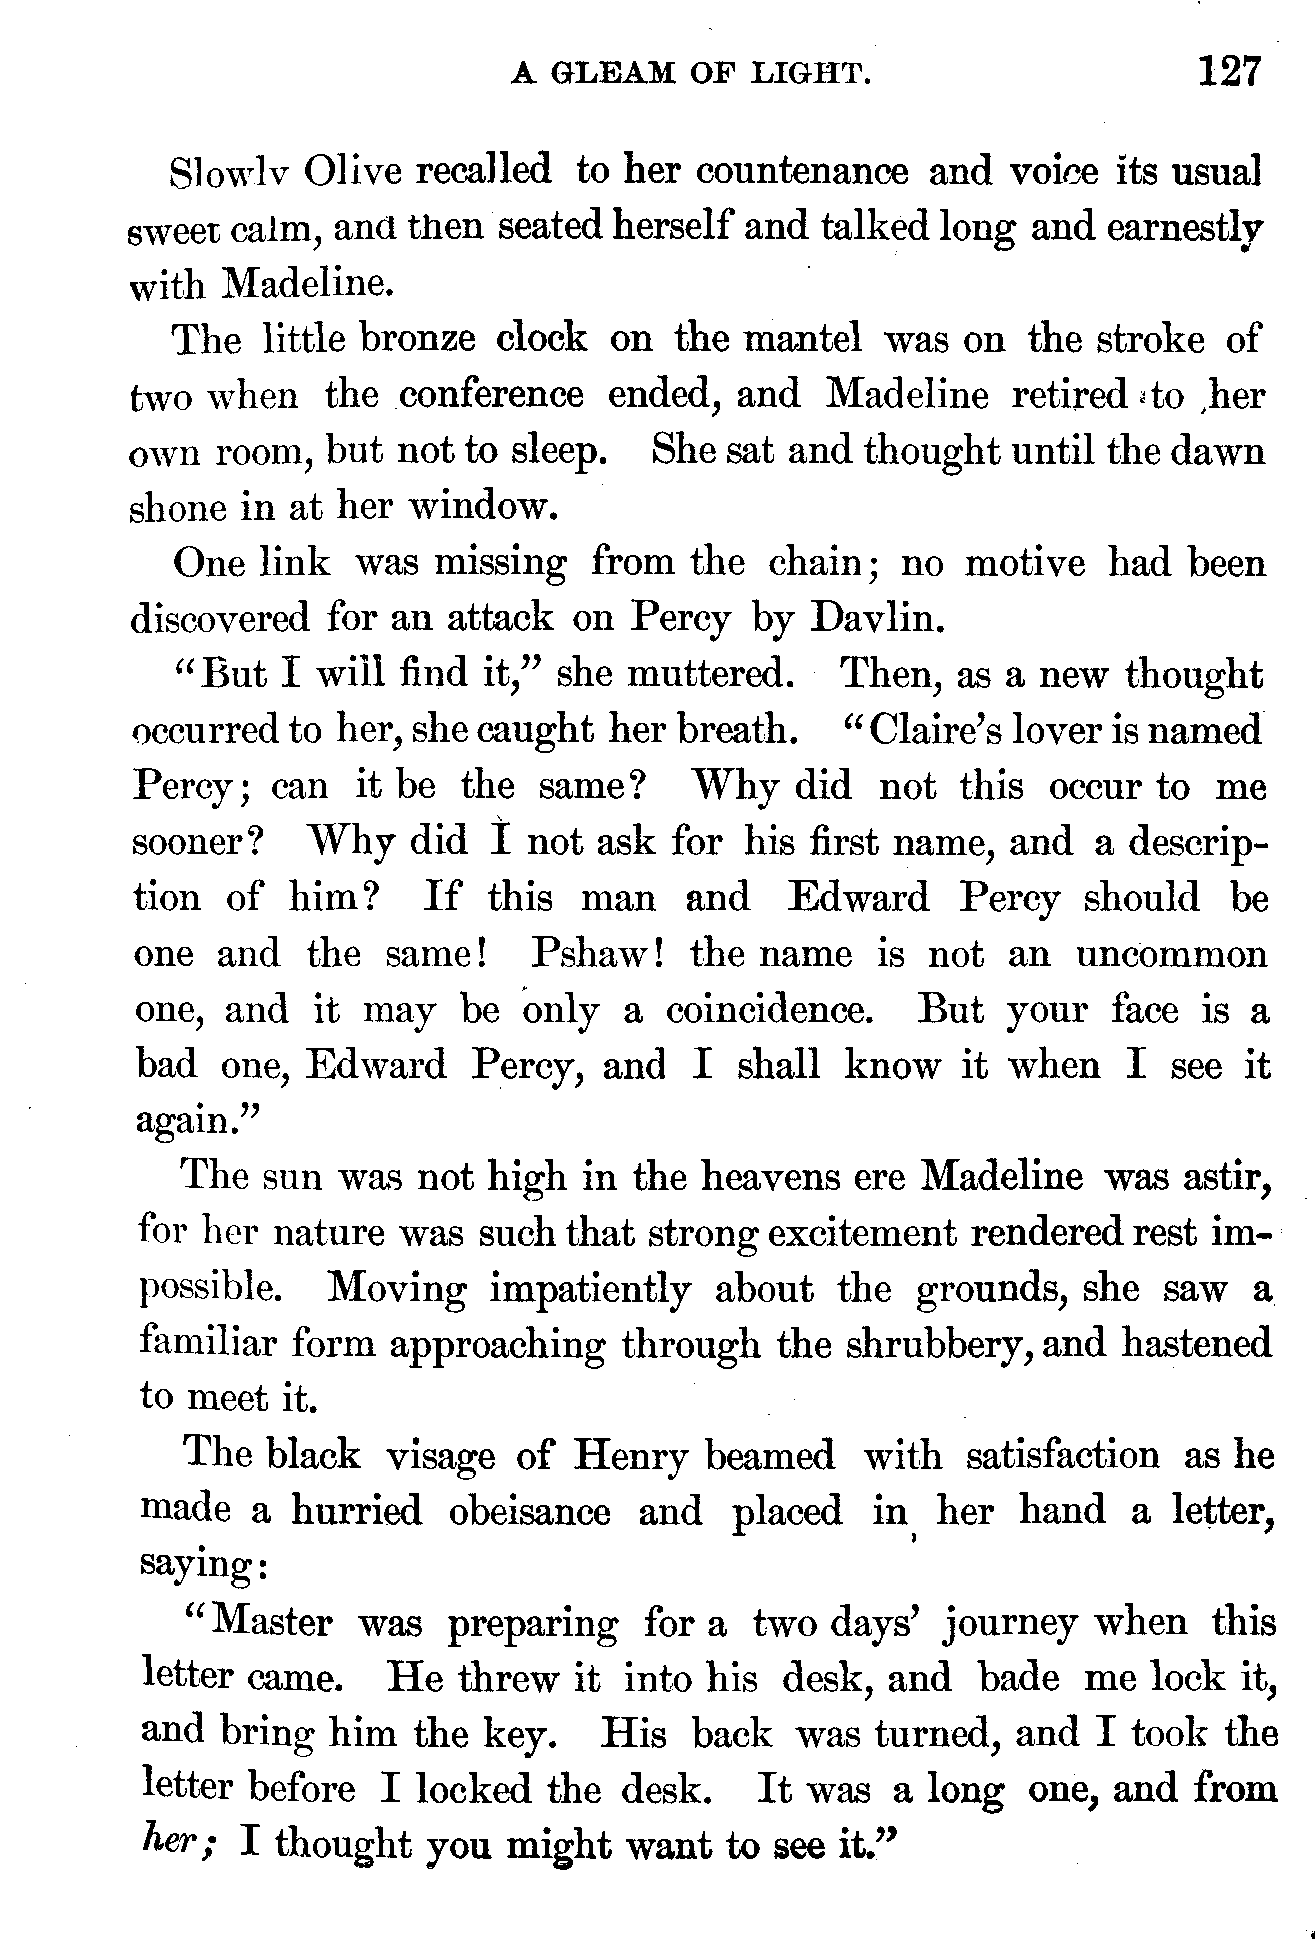 A GLEAM OF LIGHT. 127
Slowly Olive recalled to her countenance and voice its usual
sweet calm, and then seated herself and talked long and earnestly
with Madeline.
The little bronze clock on the mantel was on the stroke of
two when the conference ended, and Madeline retired to her
own room, but not to sleep. She sat and thought until the dawn
shone in at her window.
One link was missing from the chain; no motive had been
discovered for an attack on Percy by Davlin.
"But I will find it," she muttered. Then, as a new thought
occurred to her, she caught her breath. "Claire's lover is named
Percy; can it be the same? Why did not this occur to me
sooner? Why did I not ask for his first name, and a descrip-
tion of him? If this man and Edward Percy should be
one and the same! Pshaw! the name is not an uncommon
one, and it may be only a coincidence. But your face is a
bad one, Edward Percy, and I shall know it when I see it
again."
The sun was not high in the heavens ere Madeline was astir,
for her nature was such that strong excitement rendered rest im-
possible. Moving impatiently about the grounds, she saw a
familiar form approaching through the shrubbery, and hastened
to meet it.
The black visage of Henry beamed with satisfaction as he
made a hurried obeisance and placed in her hand a letter,
saying:
"Master was preparing for a two days' journey when this
letter came. He threw it into his desk, and bade me lock it,
and bring him the key. His back was turned, and I took the
letter before I locked the desk. It was a long one, and from
her; I thought you might want to see it."